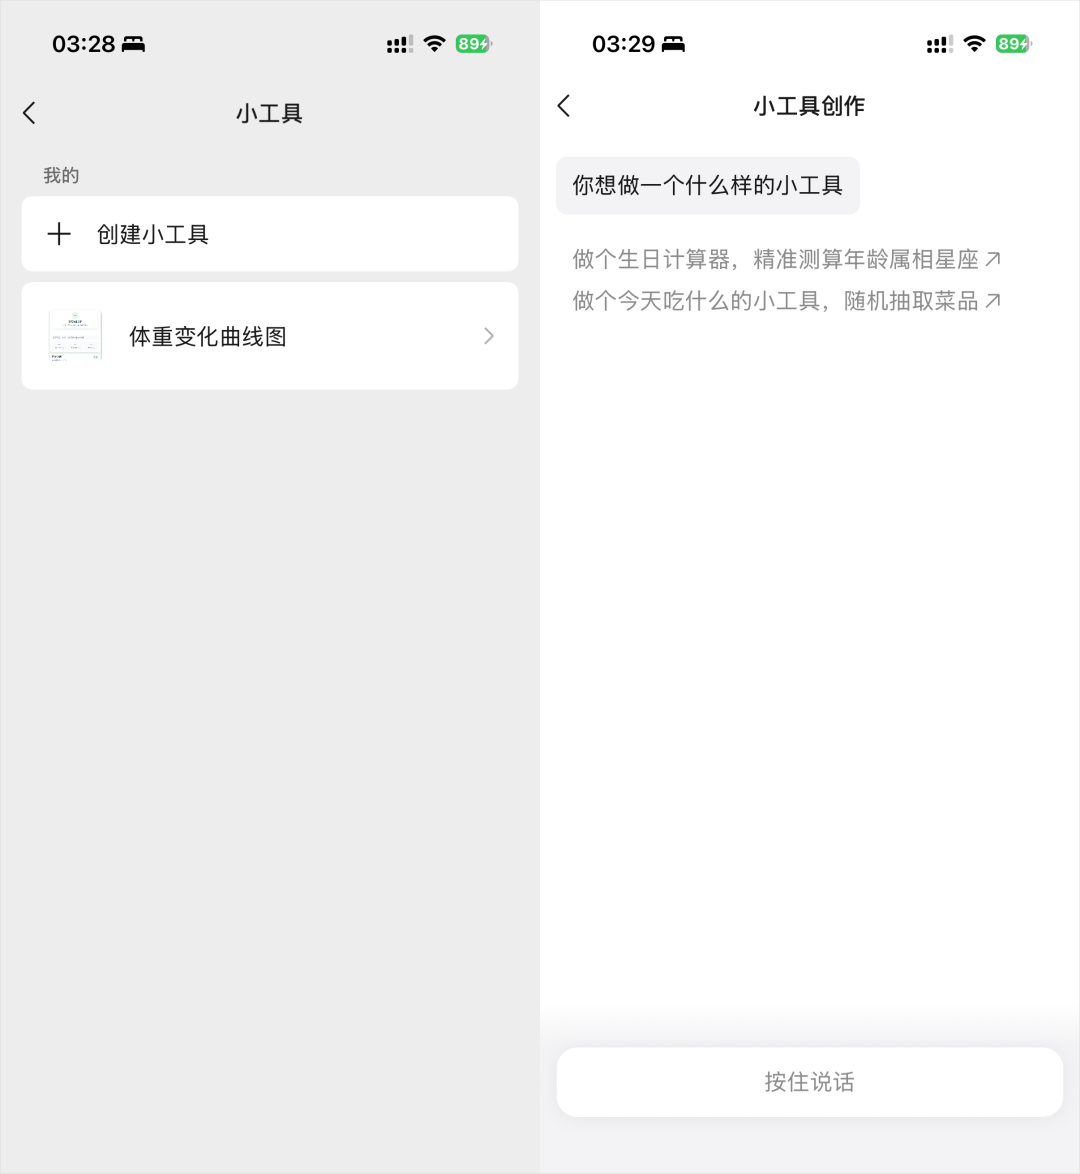 03:28
89
小工具
我的
创建小工具
体重变化曲线图
03:29
89
小工具创作
你想做一个什么样的小工具
做个生日计算器，精准测算年龄属相星座
做个今天吃什么的小工具，随机抽取菜品
按住说话